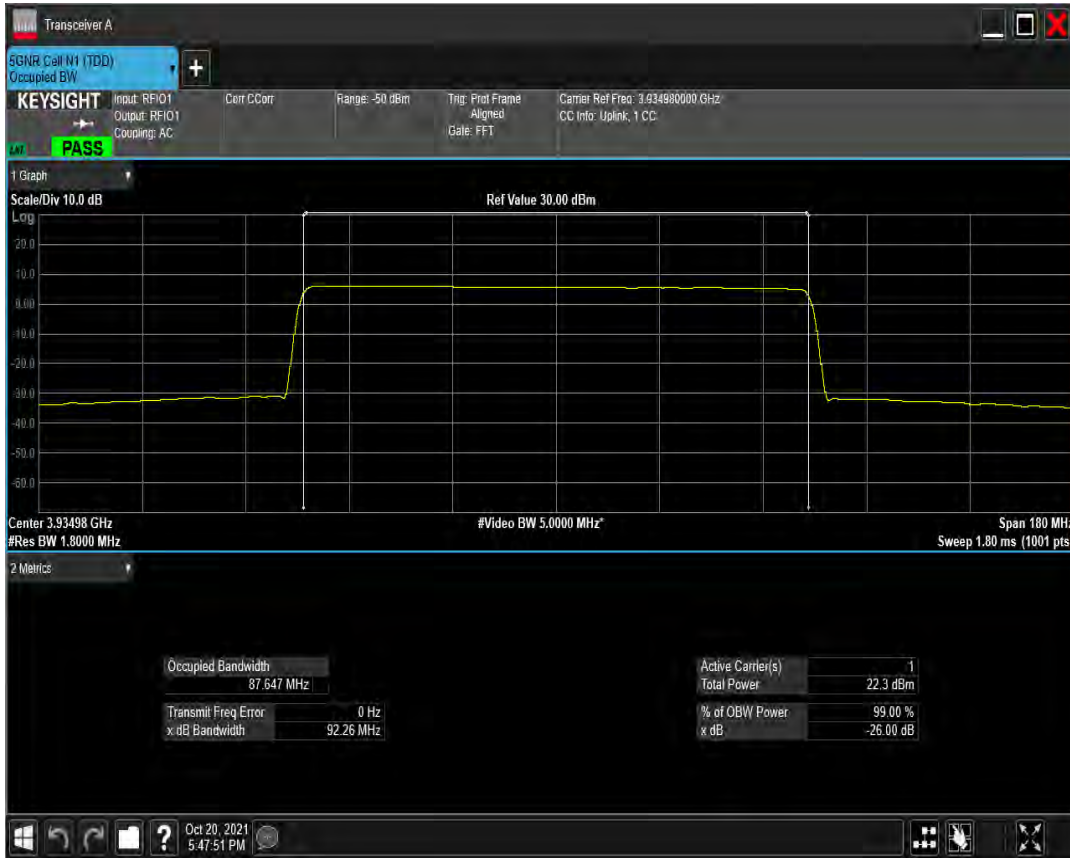 Transceiver A
5GNR Cell N1 (TDD)
Occupied BW
+
KEYSIGHT
Input: RFIO1
Output: RFIO1
Coupling: AC
Corr CCorr
Range: -50 dBm
Trig: Prot Frame
Aligned
Gate: FFT
Carrier Ref Freq: 3.934980000 GHz
CC Info: Uplink, 1 CC
PASS
1 Graph
Scale/Div 10.0 dB
Ref Value 30.00 dBm
Log
20.0
10.0
0.00
-10.0
-20.0
-30.0
-40.0
-50.0
-60.0
Center 3.93498 GHz
#Video BW 5.0000 MHz*
Span 180 MHz
#Res BW 1.8000 MHz
Sweep 1.80 ms (1001 pts
2 Metrics
Occupied Bandwidth
87.647 MHz
Transmit Freq Error 0 Hz
x dB Bandwidth 92.26 MHz
Active Carrier(s) 1
Total Power 22.3 dBm
% of OBW Power 99.00 %
x dB -26.00 dB
?
Oct 20, 2021
5:47:51 PM